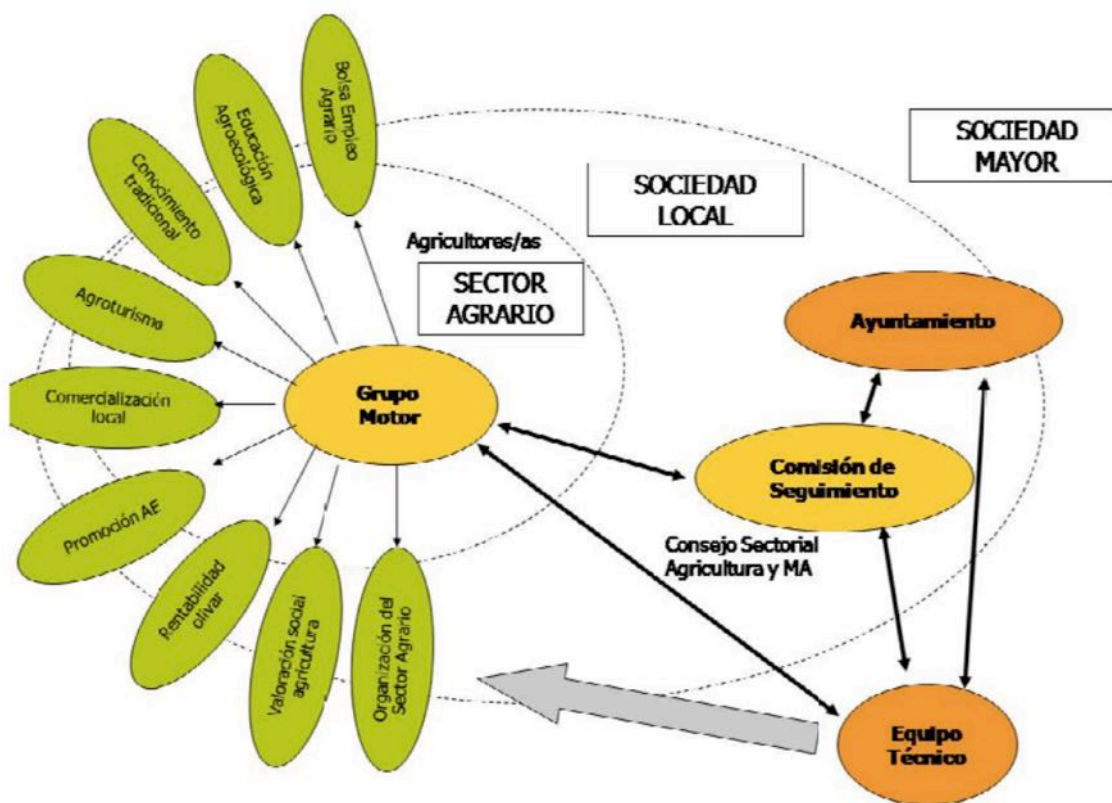 Bolsa Empleo
Agrario
Educación
Agroecológica
Conocimiento
tradicional
Agroturismo
Comercialización
local
Promoción AE
Rentabilidad
olivar
Valoración social
agricultura
Organización del
Sector Agrario
Agricultores/as
SECTOR
AGRARIO
Grupo
Motor
SOCIEDAD
LOCAL
SOCIEDAD
MAYOR
Ayuntamiento
Comisión de
Seguimiento
Consejo Sectorial
Agricultura y MA
Equipo
Técnico